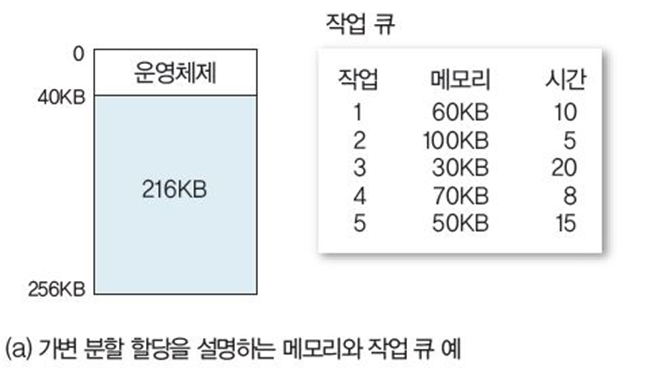 작업 큐
0
운영체제
40KB
216KB
256KB
작업 메모리 시간
1 60KB 10
2 100KB 5
3 30KB 20
4 70KB 8
5 50KB 15
(a) 가변 분할 할당을 설명하는 메모리와 작업 큐 예